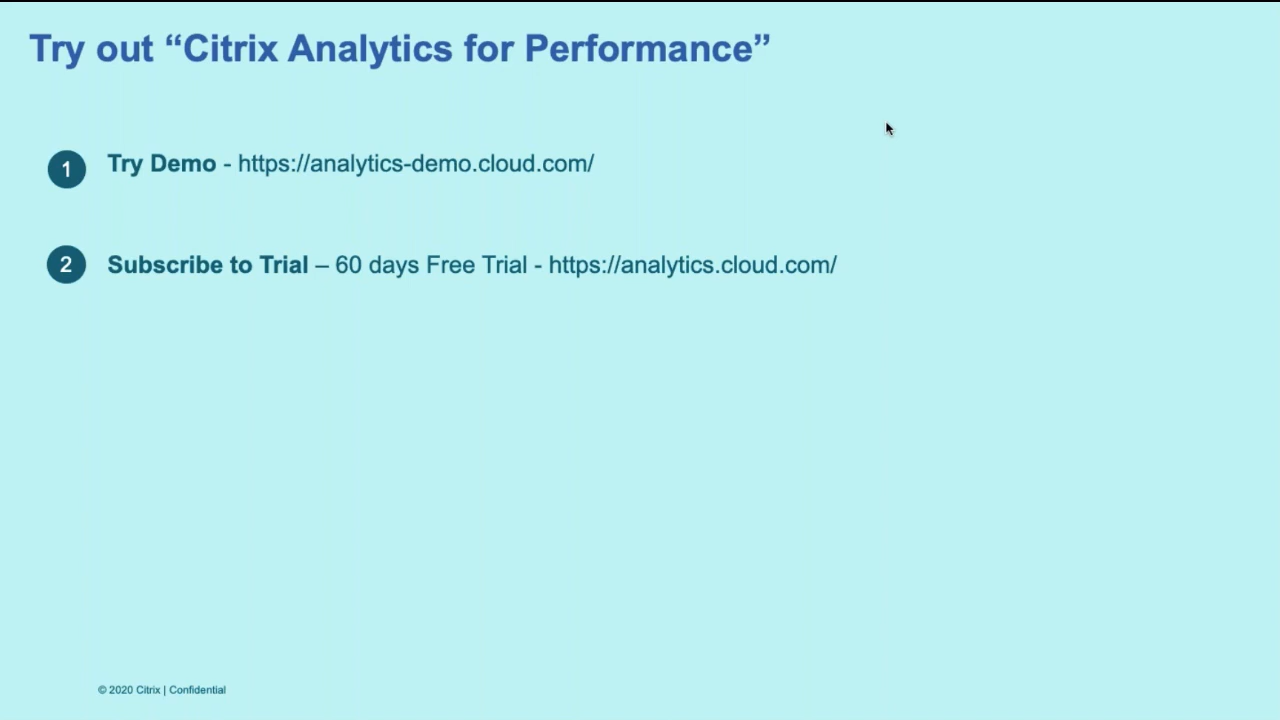 Try out “Citrix Analytics for Performance”
1 Try Demo - https://analytics-demo.cloud.com/
2 Subscribe to Trial – 60 days Free Trial - https://analytics.cloud.com/
© 2020 Citrix | Confidential